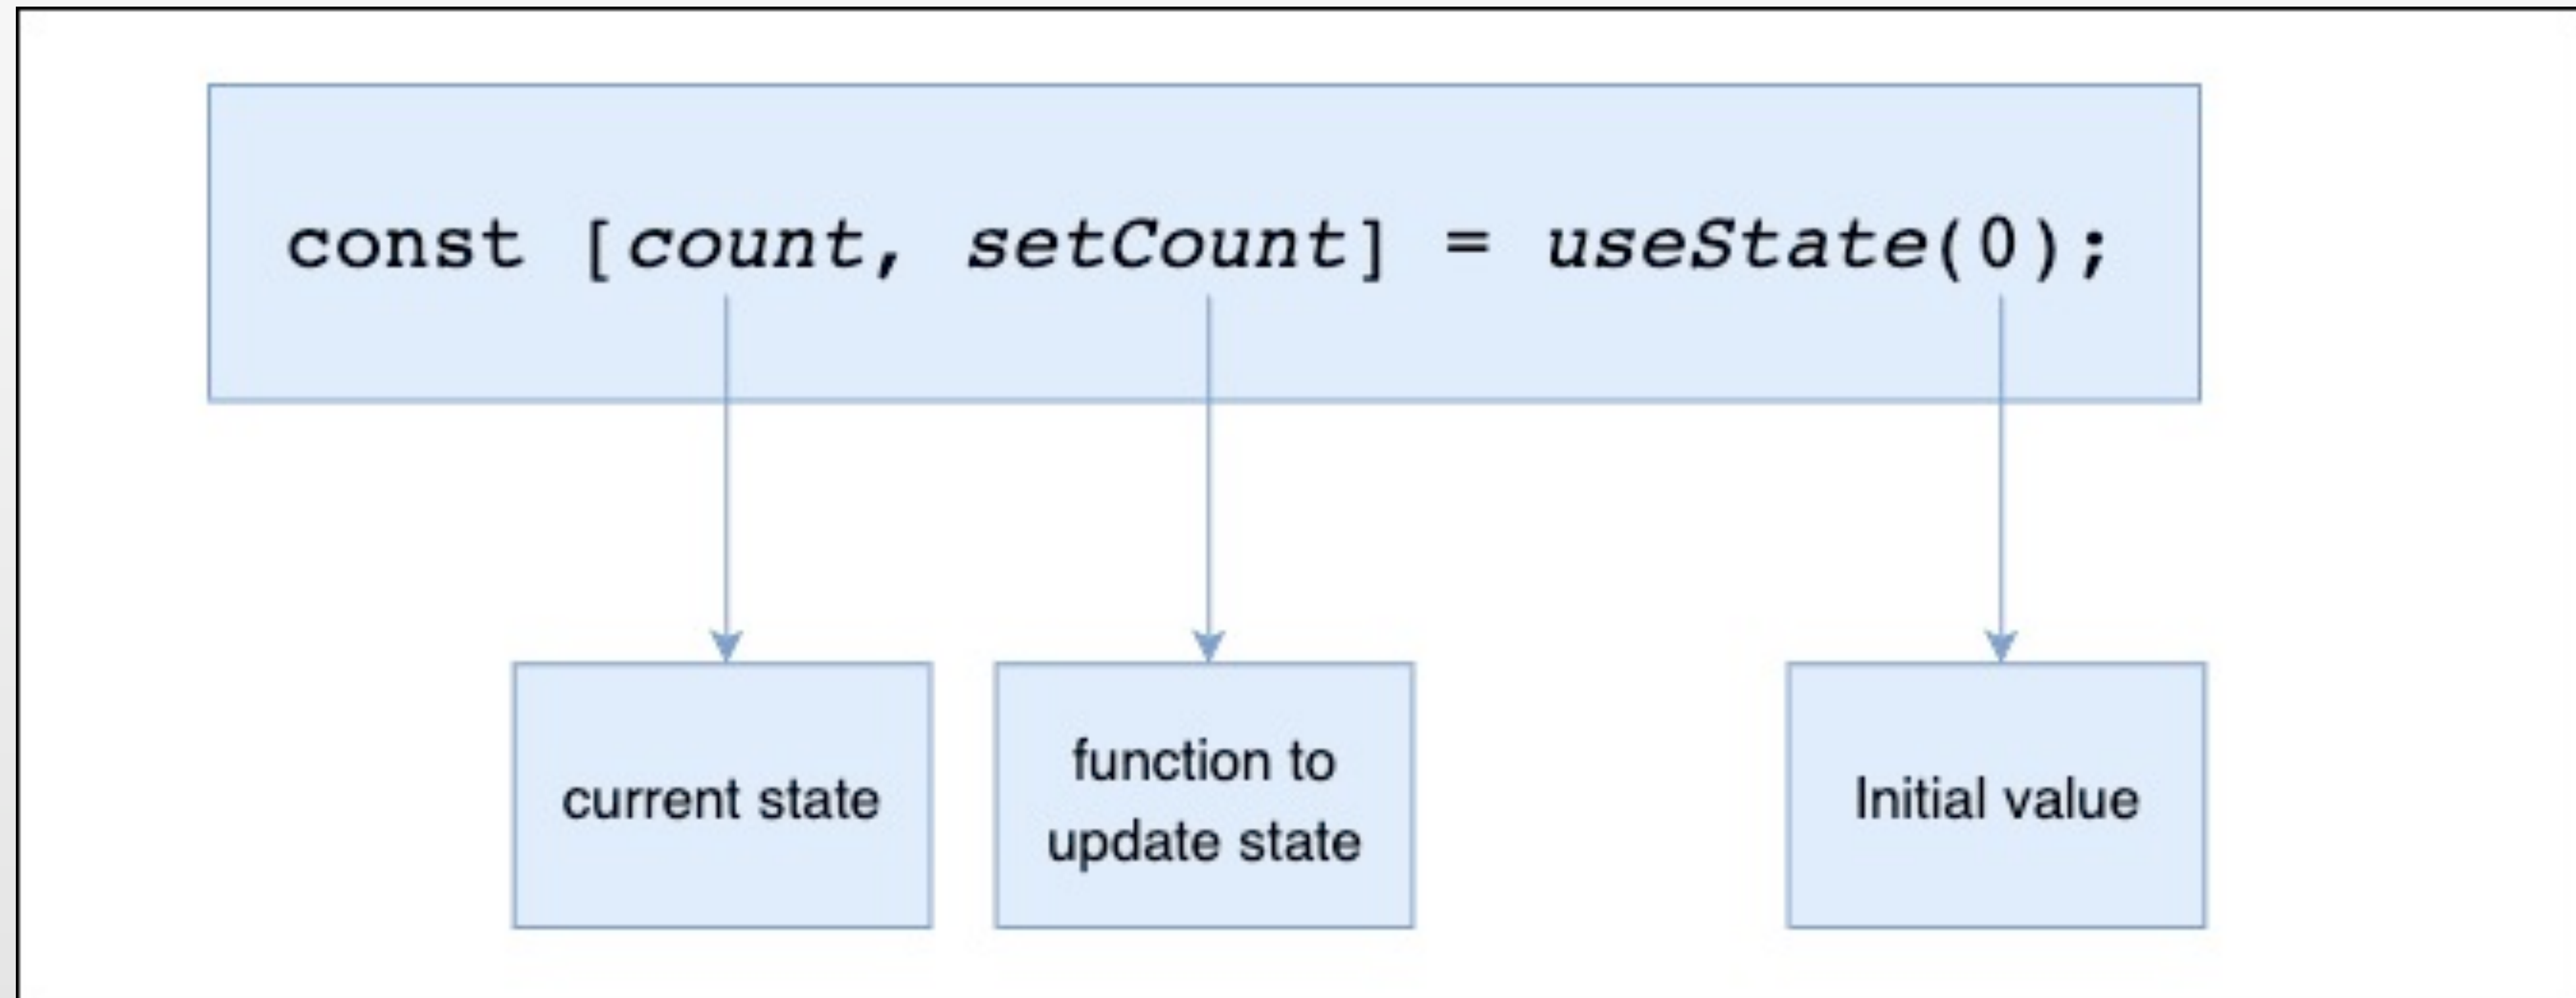 const [count, setCount] = useState(0);
current state
function to
update state
Initial value